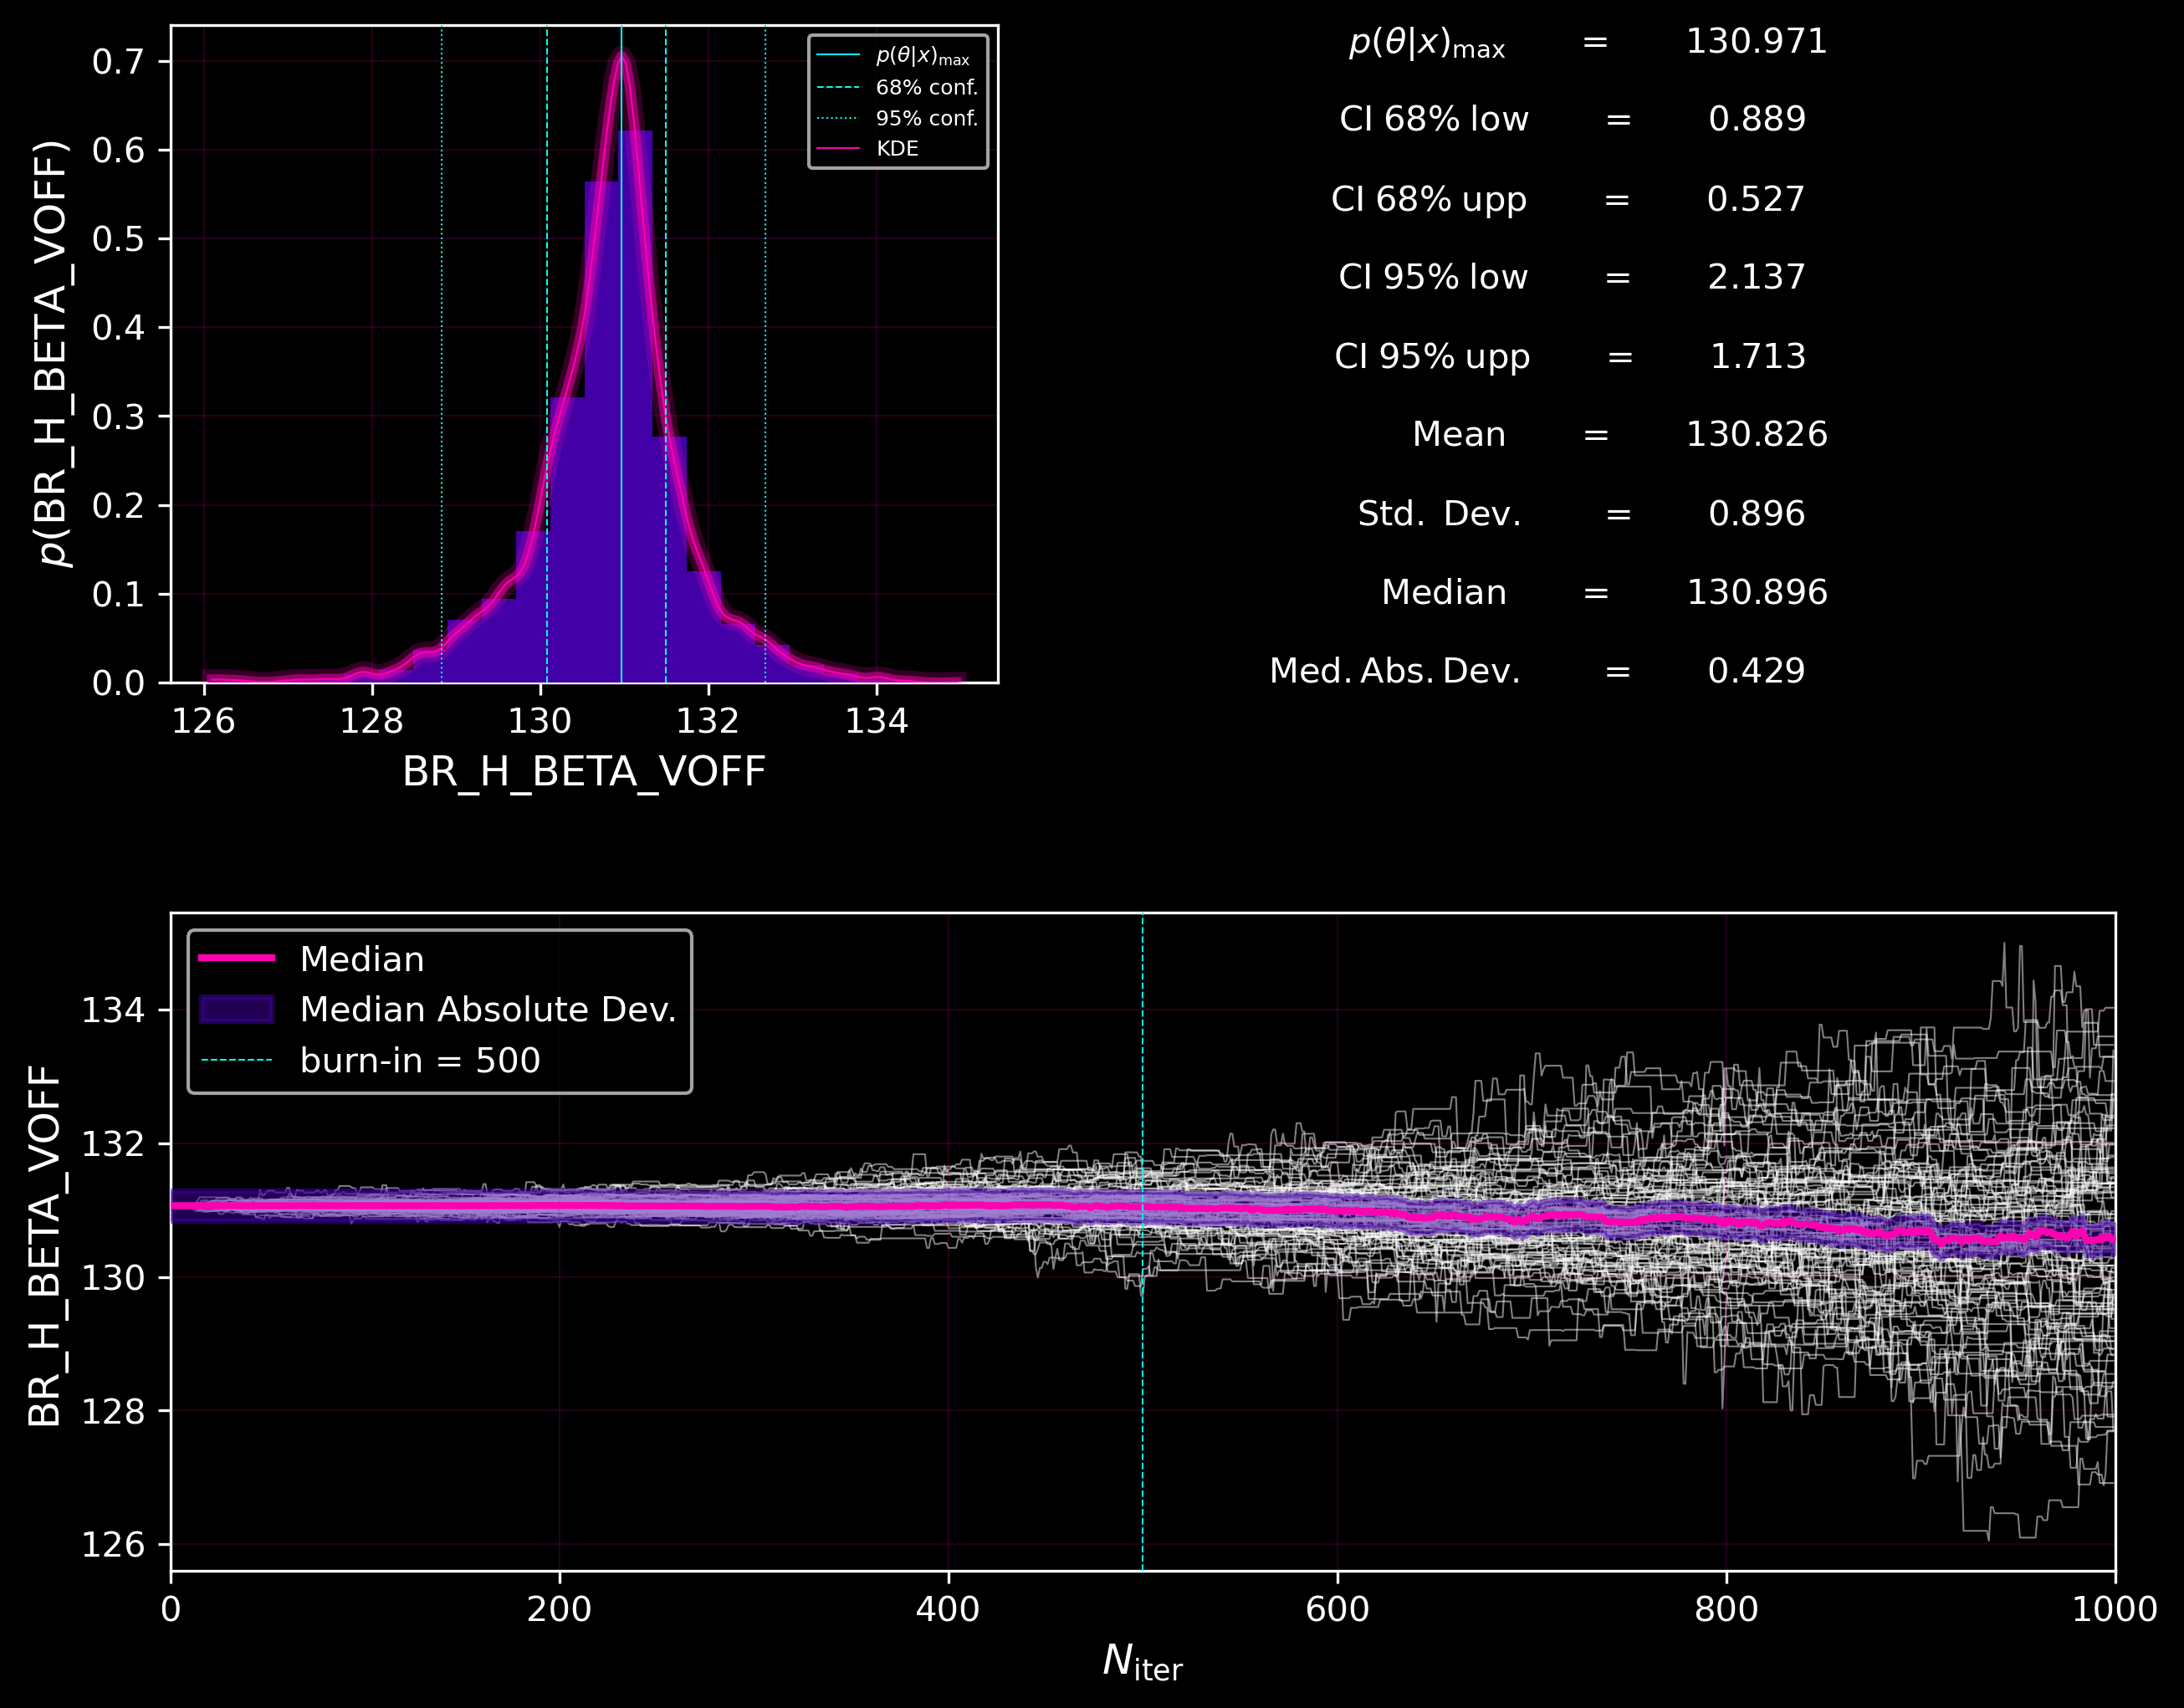 0.7
0.6
0.5
0.4
0.3
0.2
0.1
0.0
p(BR_H_BETA_VOFF)
126 128 130 132 134
BR_H_BETA_VOFF
p(θ|x)max
68% conf.
95% conf.
KDE
p(θ|x)max = 130.971
CI 68% low = 0.889
CI 68% upp = 0.527
CI 95% low = 2.137
CI 95% upp = 1.713
Mean = 130.826
Std. Dev. = 0.896
Median = 130.896
Med. Abs. Dev. = 0.429
Median
Median Absolute Dev.
burn-in = 500
134
132
130
128
126
BR_H_BETA_VOFF
0 200 400 600 800 1000
Niter